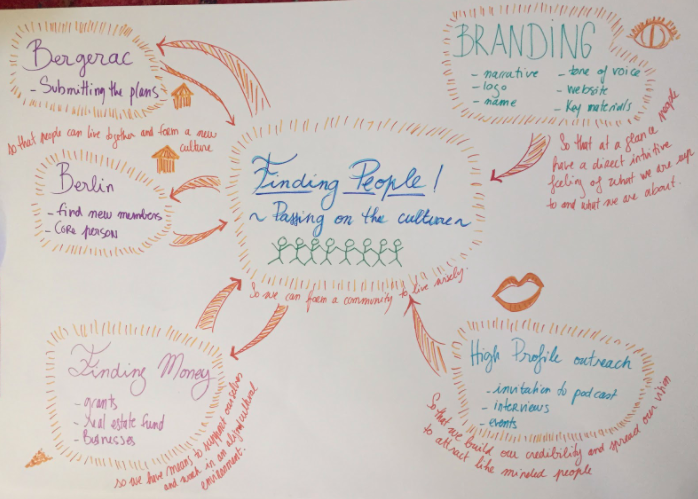 Bergerac
- Submitting the plans
so that people can live together and form a new
culture
Berlin
- find new members
- core person
BRANDING
- narrative
- logo
- name
- tone of voice
- website
- key materials
So that at a glance people
have a direct intuitive
feeling of what we are up
to and what we are about.
Finding People!
~ Passing on the culture ~
So we can form a community to live wisely.
Finding Money
- grants
- real estate fund
- Businesses
so we have means to support ourselves
and work in an aligned cultural
environment.
High Profile outreach
- invitation to podcast
- interviews
- events
So that we build our credibility and spread our vision
to attract like minded people